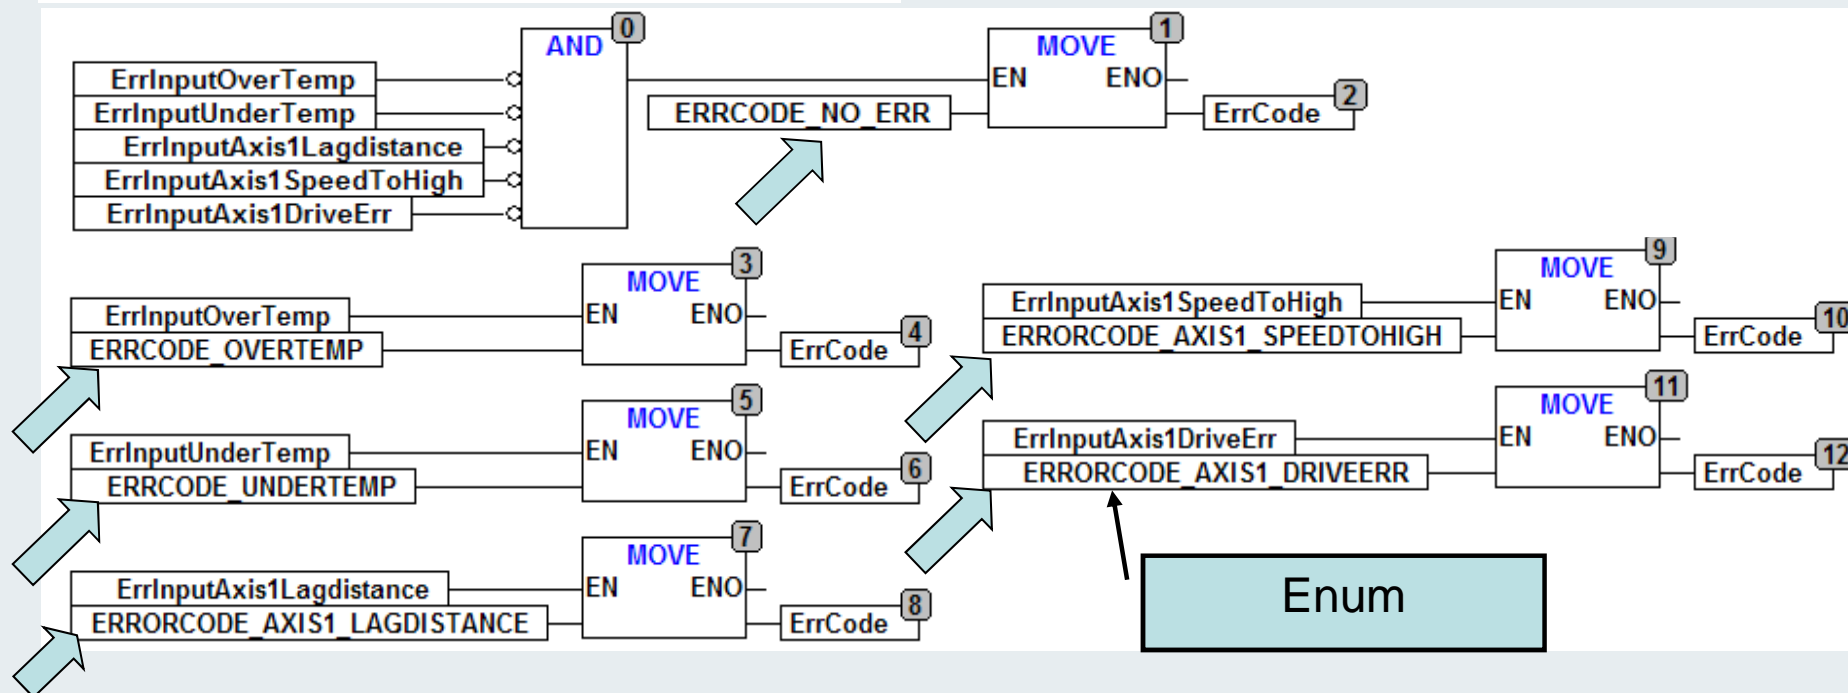 0
AND
ErrInputOverTemp
ErrInputUnderTemp
ErrInputAxis1Lagdistance
ErrInputAxis1SpeedToHigh
ErrInputAxis1DriveErr
1
MOVE
EN ENO
ERRCODE_NO_ERR
ErrCode 2
3
MOVE
ErrInputOverTemp EN ENO
ERRCODE_OVERTEMP
ErrCode 4
5
MOVE
ErrInputUnderTemp EN ENO
ERRCODE_UNDERTEMP
ErrCode 6
7
MOVE
ErrInputAxis1Lagdistance EN ENO
ERRORCODE_AXIS1_LAGDISTANCE
ErrCode 8
9
MOVE
ErrInputAxis1SpeedToHigh EN ENO
ERRORCODE_AXIS1_SPEEDTOHIGH
ErrCode 10
11
MOVE
ErrInputAxis1DriveErr EN ENO
ERRORCODE_AXIS1_DRIVEERR
ErrCode 12
Enum